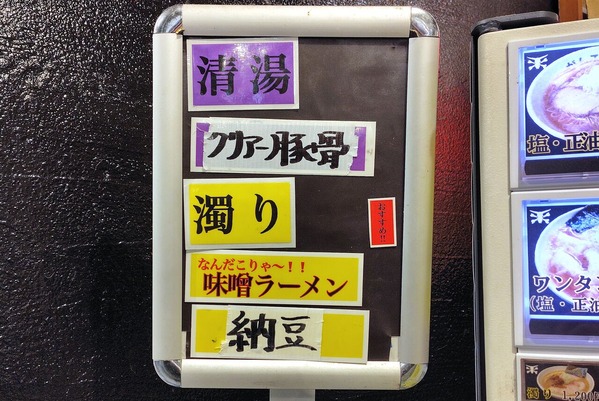 清湯
[クリアー豚骨]
濁り
おすすめ!!
なんだこりゃ〜!!
味噌ラーメン
納豆
塩・正油
ワンタン
(塩・正油
濁り 1,200